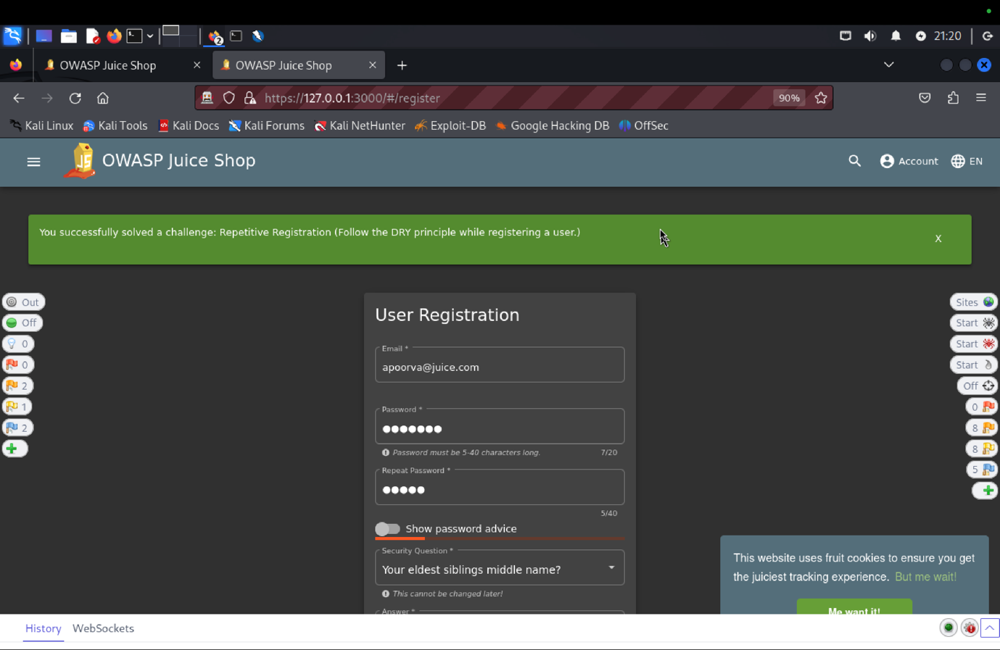 21:20
OWASP Juice Shop
OWASP Juice Shop
https://127.0.0.1:3000/#/register
90%
Kali Linux
Kali Tools
Kali Docs
Kali Forums
Kali NetHunter
Exploit-DB
Google Hacking DB
OffSec
OWASP Juice Shop
Account
EN
You successfully solved a challenge: Repetitive Registration (Follow the DRY principle while registering a user.)
X
Out
Off
0
0
2
1
2
User Registration
Email *
apoorva@juice.com
Password *
Password must be 5-40 characters long.
7/20
Repeat Password *
5/40
Show password advice
Security Question *
Your eldest siblings middle name?
This cannot be changed later!
Answer *
Sites
Start
Start
Start
Off
0
8
8
5
This website uses fruit cookies to ensure you get
the juiciest tracking experience. But me wait!
Me want it!
History
WebSockets